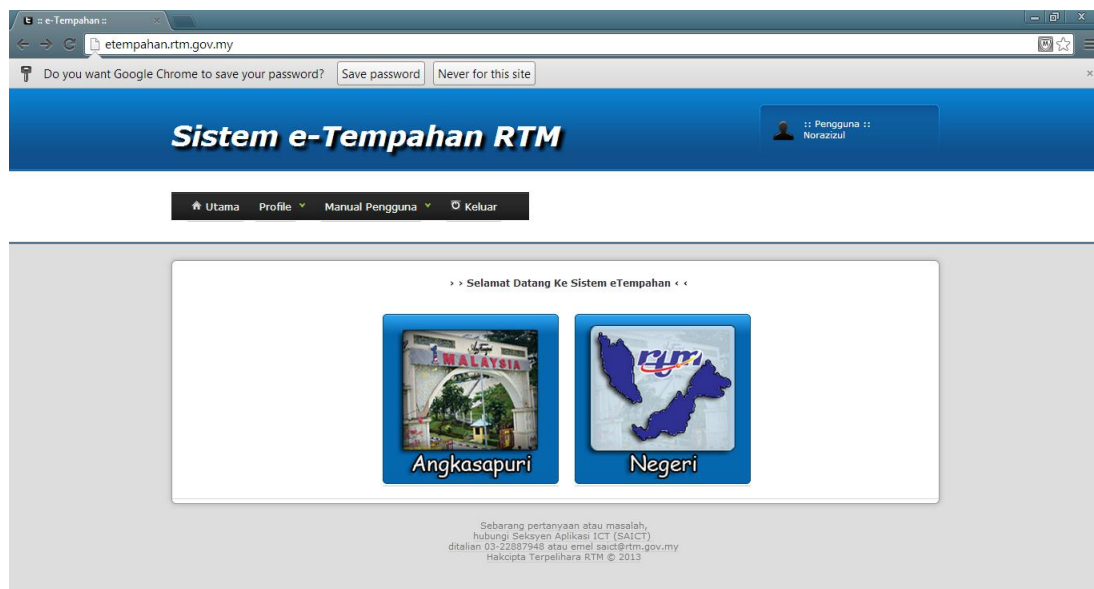 :: e-Tempahan ::
etempahan.rtm.gov.my
Do you want Google Chrome to save your password? Save password Never for this site
Sistem e-Tempahan RTM
:: Pengguna ::
Norazizul
Utama Profile Manual Pengguna Keluar
› › Selamat Datang Ke Sistem eTempahan ‹ ‹
1 MALAYSIA
rtm
Angkasapuri Negeri
Sebarang pertanyaan atau masalah,
hubungi Seksyen Aplikasi ICT (SAICT)
ditalian 03-22887948 atau emel saict@rtm.gov.my
Hakcipta Terpelihara RTM © 2013